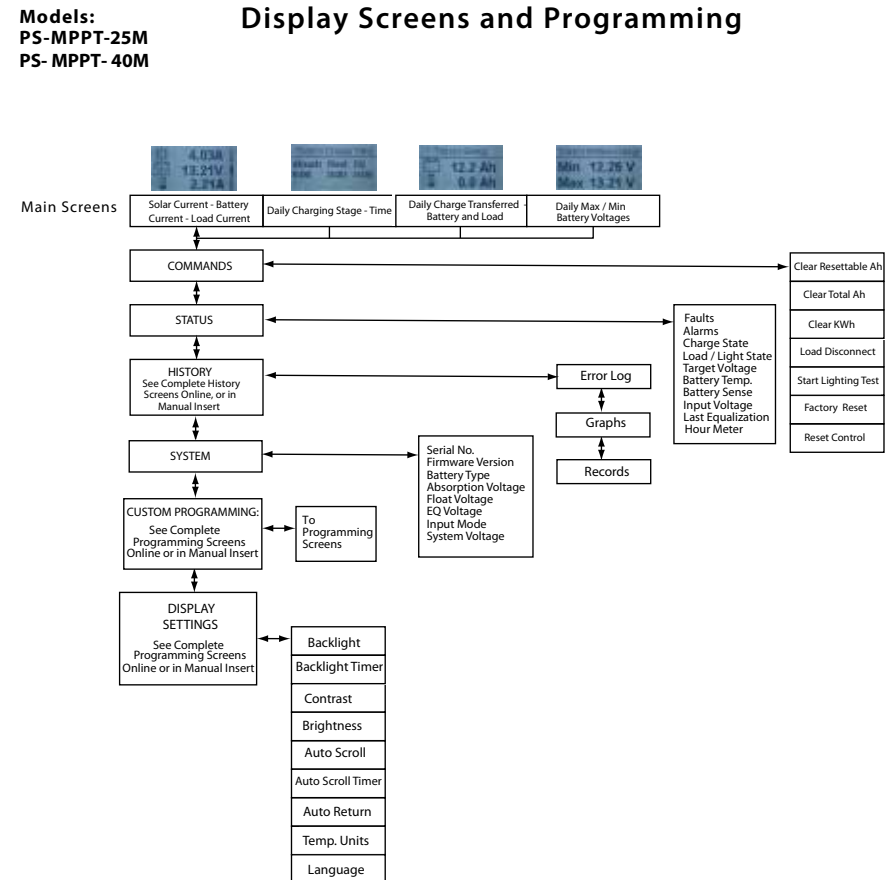 Models:
PS-MPPT-25M
PS- MPPT- 40M
Display Screens and Programming
4.03A
13.21V
2.21A
12.2 Ah
0.0 Ah
Min 12.26 V
Max 13.21 V
Main Screens
Solar Current - Battery
Current - Load Current
Daily Charging Stage - Time
Daily Charge Transferred -
Battery and Load
Daily Max / Min
Battery Voltages
COMMANDS
Clear Resettable Ah
Clear Total Ah
Clear KWh
Load Disconnect
Start Lighting Test
Factory Reset
Reset Control
STATUS
Faults
Alarms
Charge State
Load / Light State
Target Voltage
Battery Temp.
Battery Sense
Input Voltage
Last Equalization
Hour Meter
HISTORY
See Complete History
Screens Online, or in
Manual Insert
Error Log
Graphs
Records
SYSTEM
Serial No.
Firmware Version
Battery Type
Absorption Voltage
Float Voltage
EQ Voltage
Input Mode
System Voltage
CUSTOM PROGRAMMING:
See Complete
Programming Screens
Online or in Manual Insert
To
Programming
Screens
DISPLAY
SETTINGS
See Complete
Programming Screens
Online or in Manual Insert
Backlight
Backlight Timer
Contrast
Brightness
Auto Scroll
Auto Scroll Timer
Auto Return
Temp. Units
Language